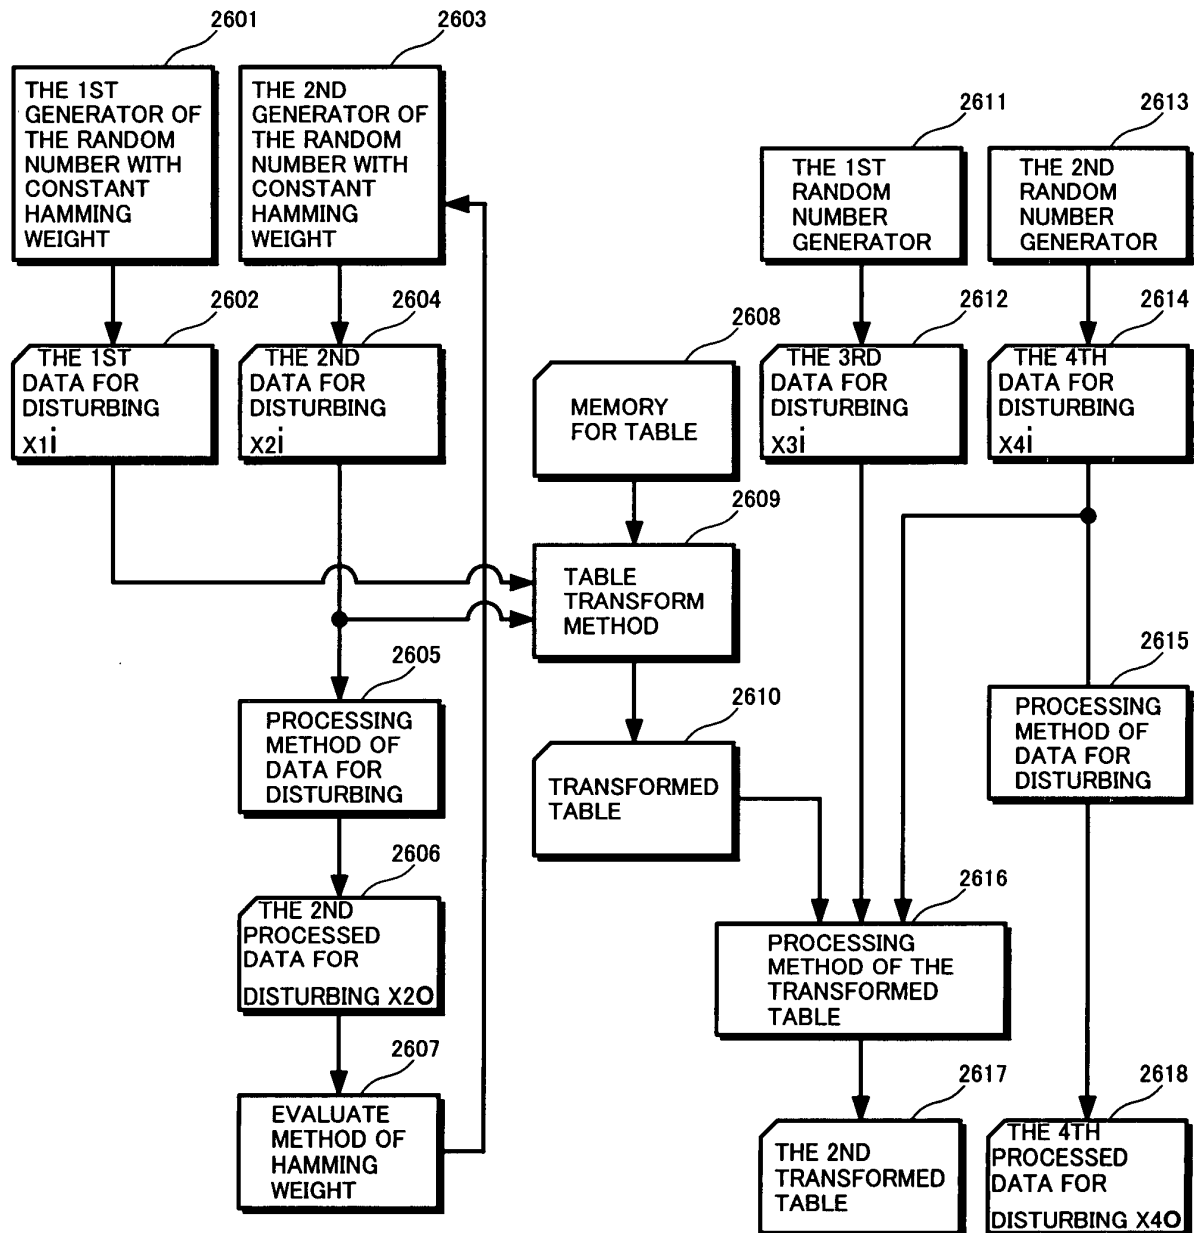 2601
THE 1ST
GENERATOR OF
THE RANDOM
NUMBER WITH
CONSTANT
HAMMING
WEIGHT
2603
THE 2ND
GENERATOR OF
THE RANDOM
NUMBER WITH
CONSTANT
HAMMING
WEIGHT
2611
THE 1ST
RANDOM
NUMBER
GENERATOR
2613
THE 2ND
RANDOM
NUMBER
GENERATOR
2602
THE 1ST
DATA FOR
DISTURBING
X1i
2604
THE 2ND
DATA FOR
DISTURBING
X2i
2608
MEMORY
FOR TABLE
2612
THE 3RD
DATA FOR
DISTURBING
X3i
2614
THE 4TH
DATA FOR
DISTURBING
X4i
2609
TABLE
TRANSFORM
METHOD
2605
PROCESSING
METHOD OF
DATA FOR
DISTURBING
2610
TRANSFORMED
TABLE
2615
PROCESSING
METHOD OF
DATA FOR
DISTURBING
2606
THE 2ND
PROCESSED
DATA FOR
DISTURBING X2O
2616
PROCESSING
METHOD OF THE
TRANSFORMED
TABLE
2607
EVALUATE
METHOD OF
HAMMING
WEIGHT
2617
THE 2ND
TRANSFORMED
TABLE
2618
THE 4TH
PROCESSED
DATA FOR
DISTURBING X4O